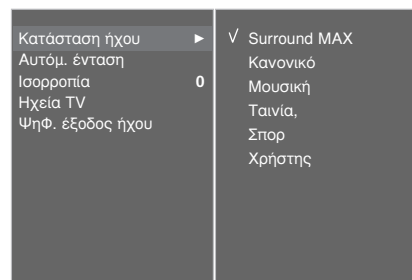 Κατάσταση ήχου ►
Αυτόμ. ένταση
Ισορροπία 0
Ηχεία TV
ΨηΦ. έξοδος ήχου
√ Surround MAX
Κανονικό
Μουσική
Ταινία,
Σπορ
Χρήστης